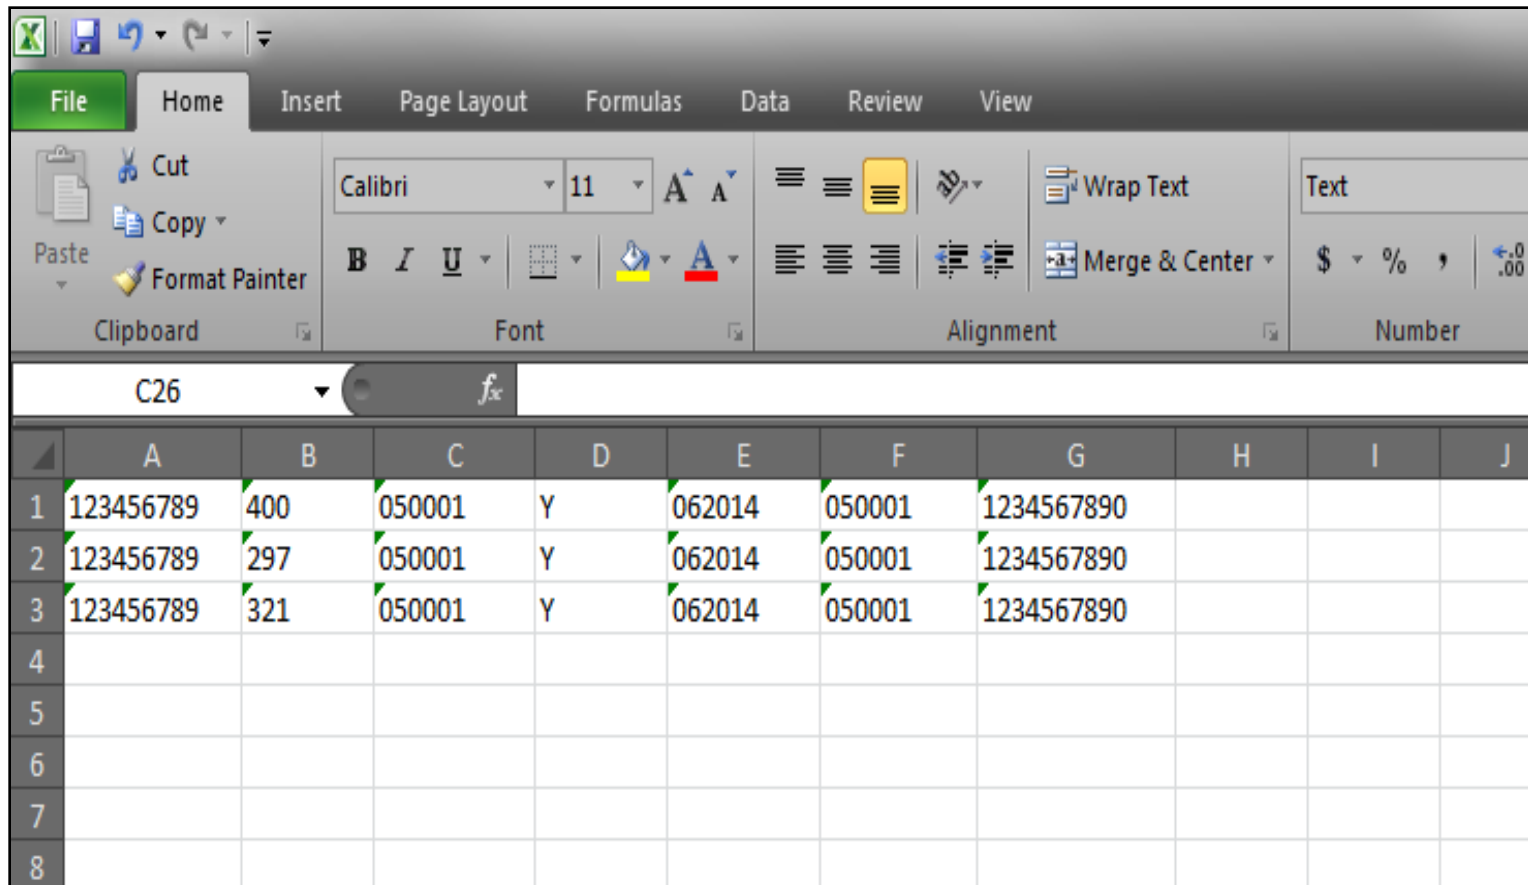 File Home Insert Page Layout Formulas Data Review View
Cut
Calibri 11 A A Wrap Text Text
Copy
Paste
B I U A Merge & Center $ % , .0 .00
Format Painter
Clipboard Font Alignment Number
C26 fx
A B C D E F G H I J
1 123456789 400 050001 Y 062014 050001 1234567890
2 123456789 297 050001 Y 062014 050001 1234567890
3 123456789 321 050001 Y 062014 050001 1234567890
4
5
6
7
8